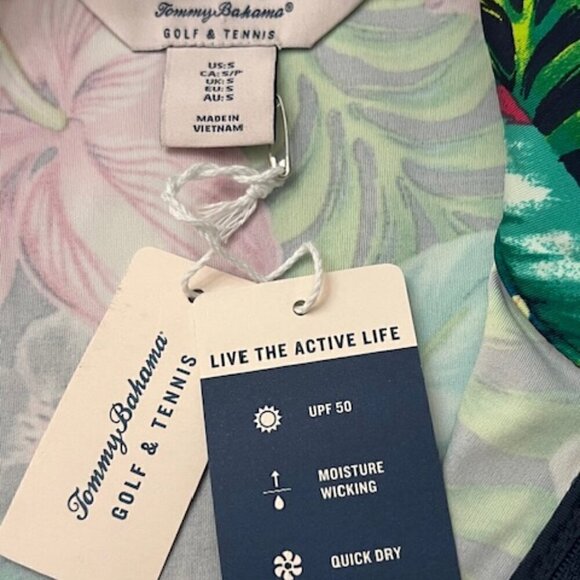 Tommy Bahama®
GOLF & TENNIS
US:S
CA: S/P
UK:S
EU:S
AU:S
MADE IN
VIETNAM
Tommy Bahama
GOLF & TENNIS
LIVE THE ACTIVE LIFE
UPF 50
MOISTURE
WICKING
QUICK DRY